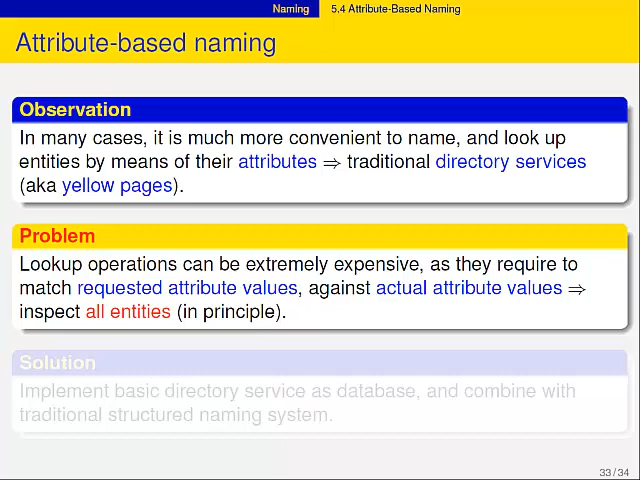 Naming
5.4 Attribute-Based Naming
Attribute-based naming
Observation
In many cases, it is much more convenient to name, and look up
entities by means of their attributes ⇒ traditional directory services
(aka yellow pages).
Problem
Lookup operations can be extremely expensive, as they require to
match requested attribute values, against actual attribute values ⇒
inspect all entities (in principle).
Solution
Implement basic directory service as database, and combine with
traditional structured naming system.
33 / 34